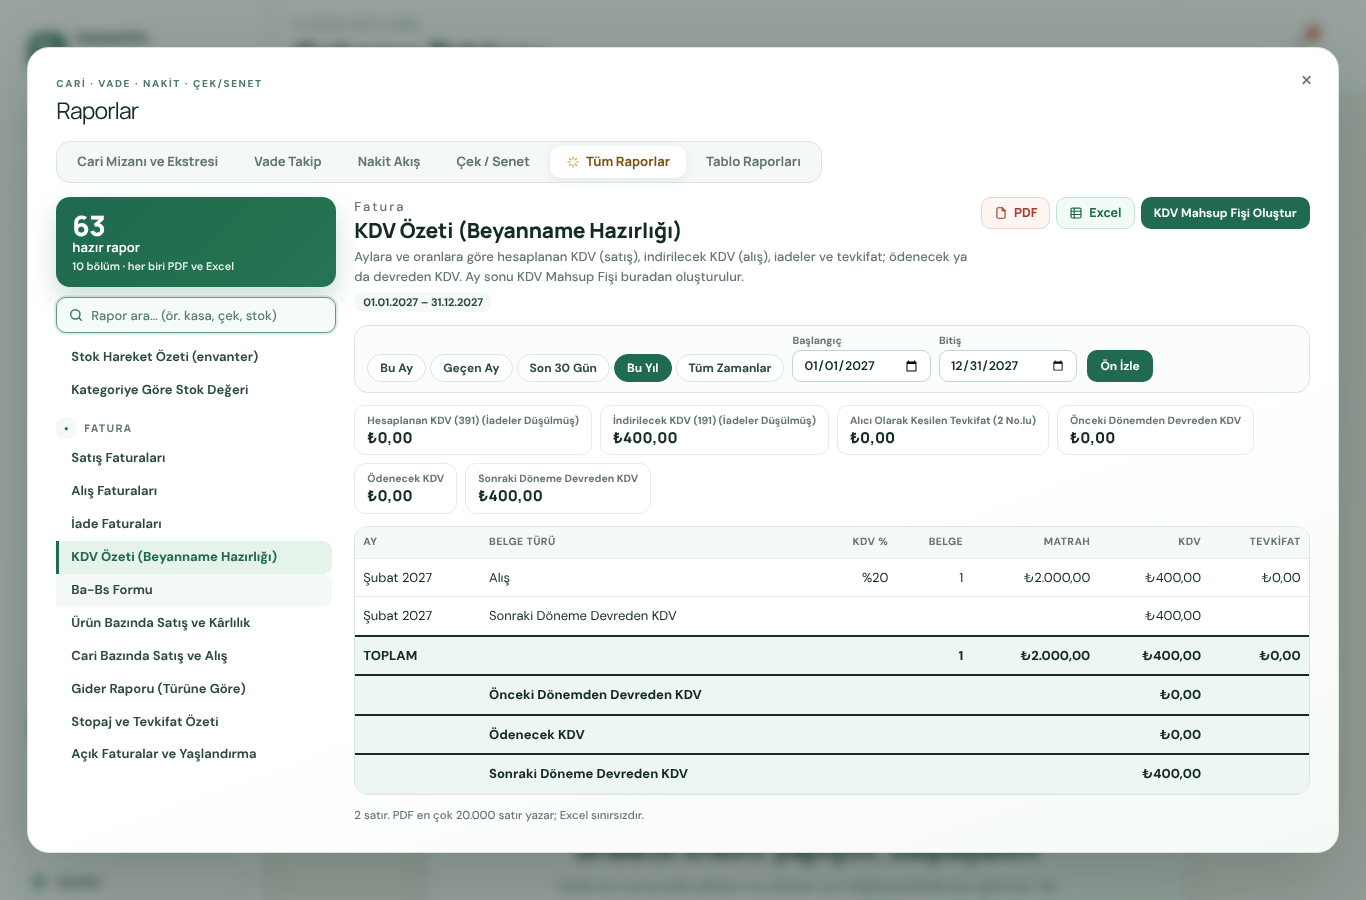 CARİ · VADE · NAKİT · ÇEK/SENET
Raporlar
×
Cari Mizanı ve Ekstresi
Vade Takip
Nakit Akış
Çek / Senet
Tüm Raporlar
Tablo Raporları
63
hazır rapor
10 bölüm · her biri PDF ve Excel
Rapor ara... (ör. kasa, çek, stok)
Stok Hareket Özeti (envanter)
Kategoriye Göre Stok Değeri
FATURA
Satış Faturaları
Alış Faturaları
İade Faturaları
KDV Özeti (Beyanname Hazırlığı)
Ba-Bs Formu
Ürün Bazında Satış ve Kârlılık
Cari Bazında Satış ve Alış
Gider Raporu (Türüne Göre)
Stopaj ve Tevkifat Özeti
Açık Faturalar ve Yaşlandırma
Fatura
KDV Özeti (Beyanname Hazırlığı)
Aylara ve oranlara göre hesaplanan KDV (satış), indirilecek KDV (alış), iadeler ve tevkifat; ödenecek ya
da devreden KDV. Ay sonu KDV Mahsup Fişi buradan oluşturulur.
01.01.2027 – 31.12.2027
PDF
Excel
KDV Mahsup Fişi Oluştur
Bu Ay
Geçen Ay
Son 30 Gün
Bu Yıl
Tüm Zamanlar
Başlangıç
01/01/2027
Bitiş
12/31/2027
Ön İzle
Hesaplanan KDV (391) (İadeler Düşülmüş)
₺0,00
İndirilecek KDV (191) (İadeler Düşülmüş)
₺400,00
Alıcı Olarak Kesilen Tevkifat (2 No.lu)
₺0,00
Önceki Dönemden Devreden KDV
₺0,00
Ödenecek KDV
₺0,00
Sonraki Döneme Devreden KDV
₺400,00
AY BELGE TÜRÜ KDV % BELGE MATRAH KDV TEVKİFAT
Şubat 2027 Alış %20 1 ₺2.000,00 ₺400,00 ₺0,00
Şubat 2027 Sonraki Döneme Devreden KDV ₺400,00
TOPLAM 1 ₺2.000,00 ₺400,00 ₺0,00
Önceki Dönemden Devreden KDV ₺0,00
Ödenecek KDV ₺0,00
Sonraki Döneme Devreden KDV ₺400,00
2 satır. PDF en çok 20.000 satır yazar; Excel sınırsızdır.